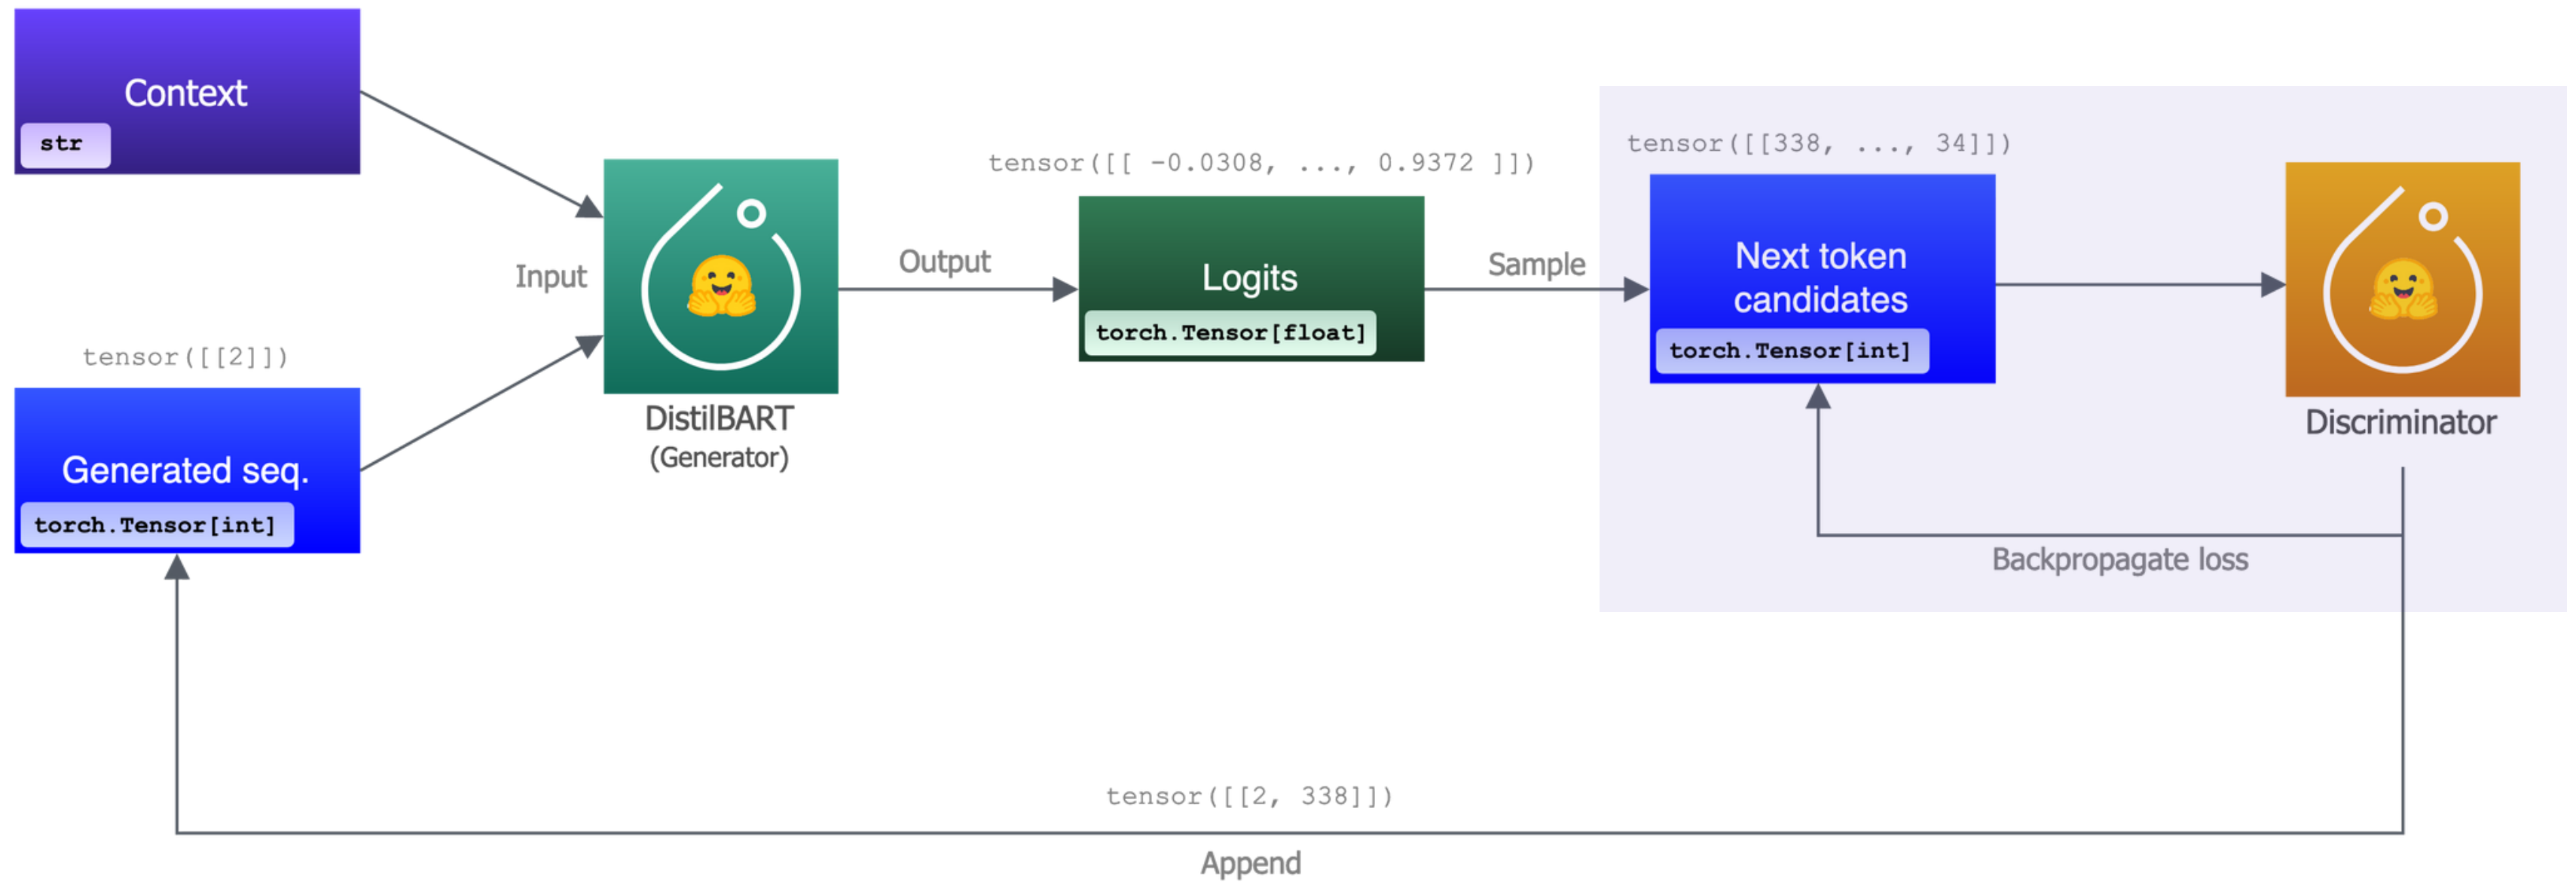 Context
str
tensor([[2]])
Generated seq.
torch.Tensor[int]
Input
DistilBART
(Generator)
Output
tensor([[ -0.0308, ..., 0.9372 ]])
Logits
torch.Tensor[float]
Sample
tensor([[338, ..., 34]])
Next token
candidates
torch.Tensor[int]
Discriminator
Backpropagate loss
tensor([[2, 338]])
Append